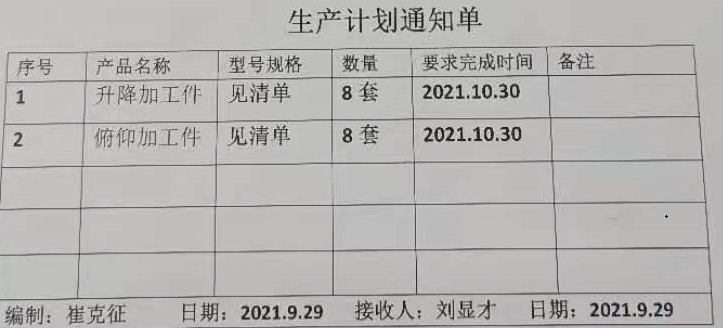 生产计划通知单
序号 产品名称 型号规格 数量 要求完成时间 备注
1 升降加工件 见清单 8 套 2021.10.30
2 俯仰加工件 见清单 8 套 2021.10.30
编制：崔克征 日期：2021.9.29 接收人：刘显才 日期：2021.9.29